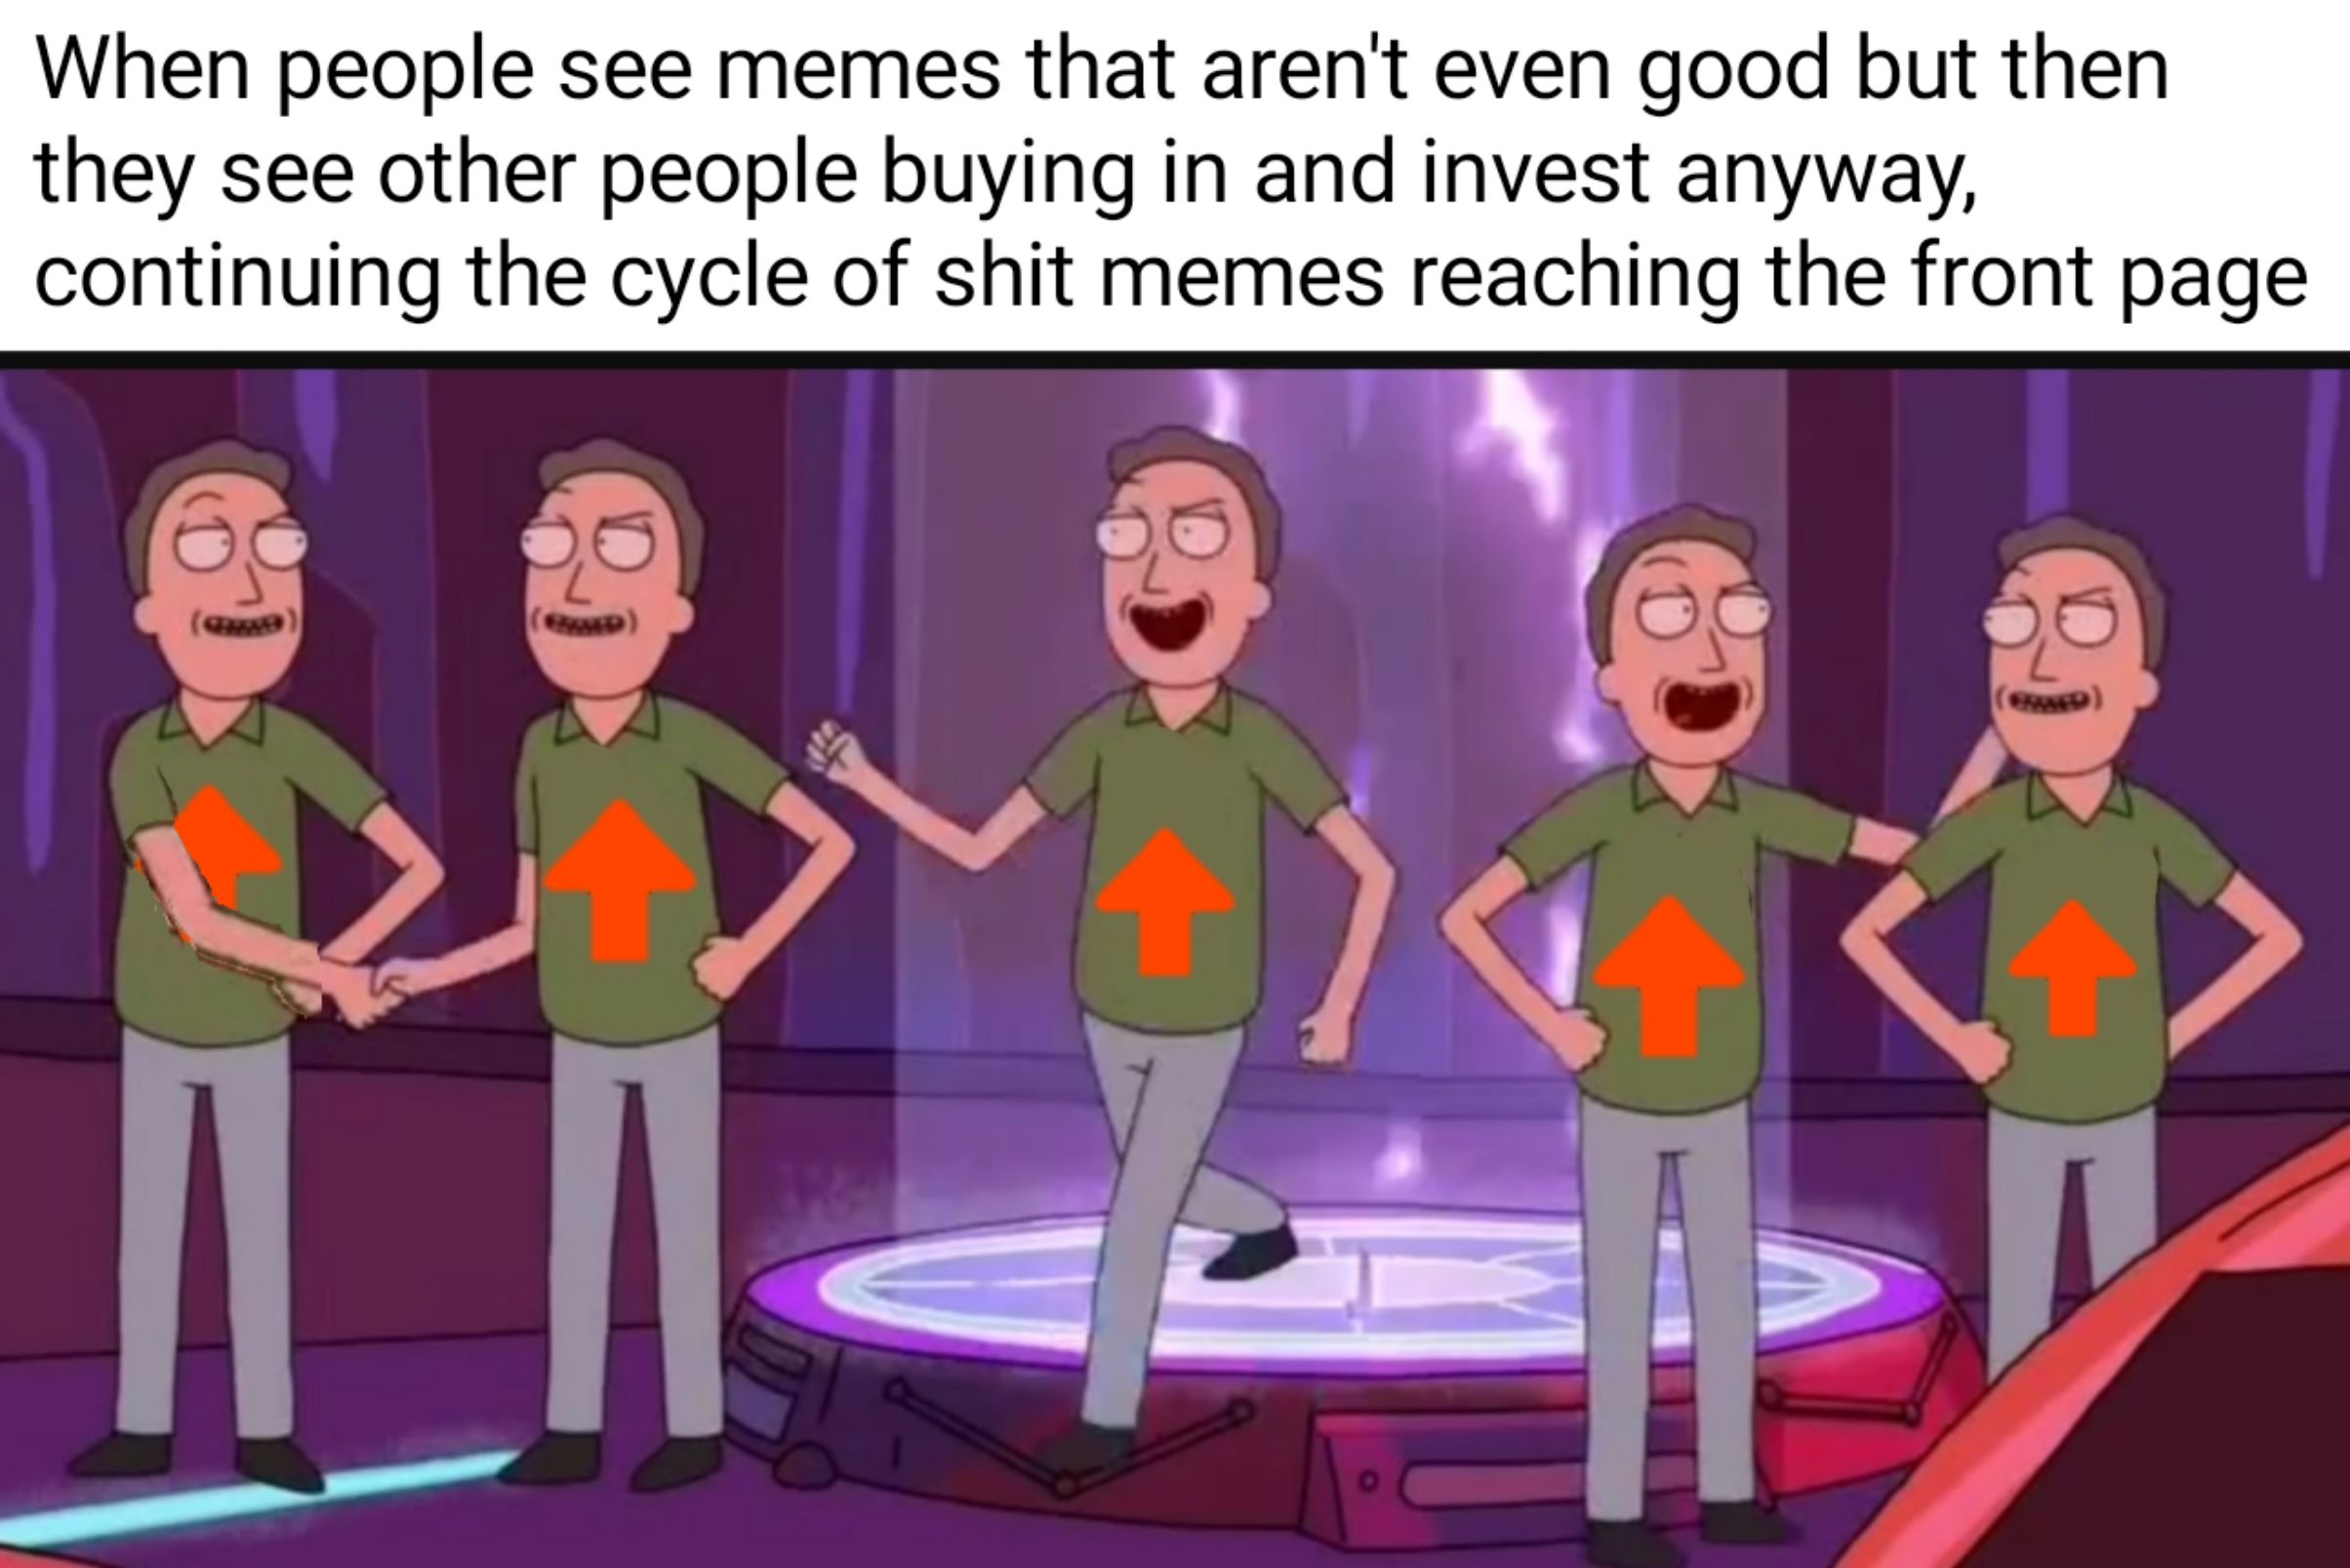 When people see memes that aren't even good but then
they see other people buying in and invest anyway,
continuing the cycle of shit memes reaching the front page